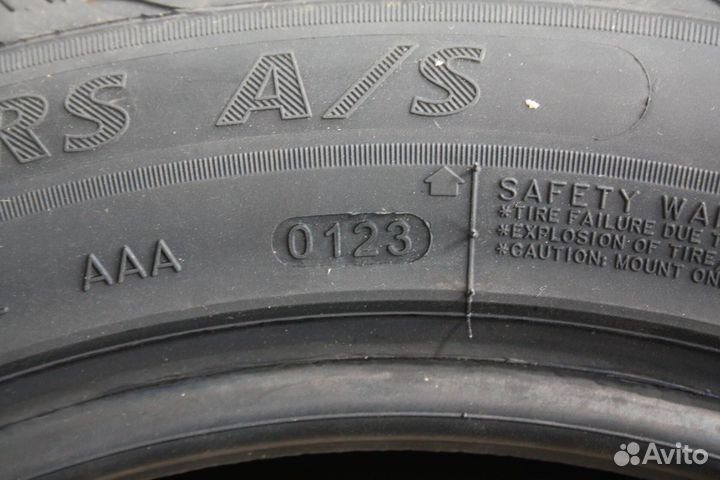 RS A/S
AAA
0123
SAFETY WA
*TIRE FAILURE DUE T
*EXPLOSION OF TIRE
*CAUTION: MOUNT ON
Avito